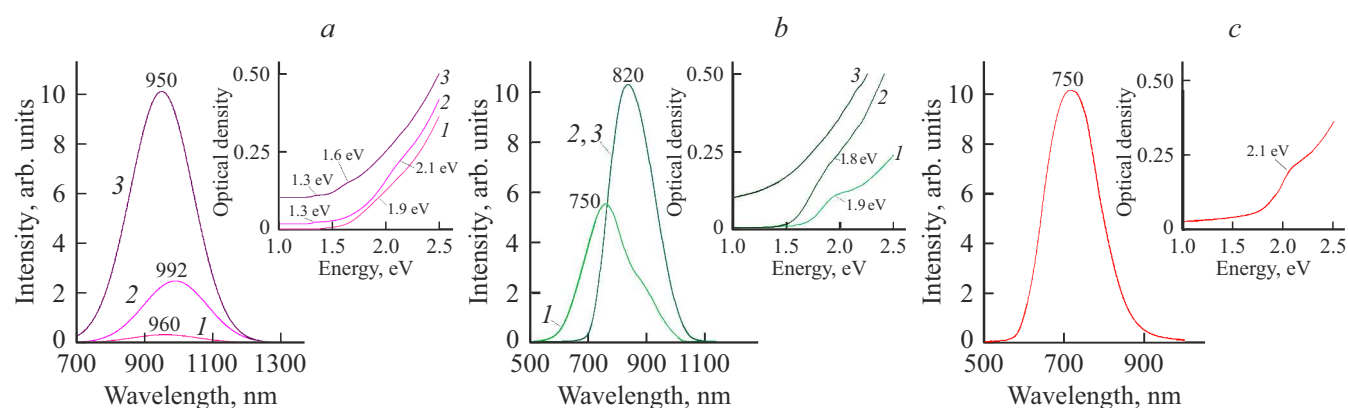 a
b
c
Intensity, arb. units
10
8
6
4
2
0
950
3
992
2
960
1
700 900 1100 1300
Wavelength, nm
Optical density
0.50
0.25
0
3
2
1
1.6 eV
1.3 eV
2.1 eV
1.3 eV
1.9 eV
1.0 1.5 2.0 2.5
Energy, eV
Intensity, arb. units
10
8
6
4
2
0
820
2,3
750
1
500 700 900 1100
Wavelength, nm
Optical density
0.50
0.25
0
3
2
1
1.8 eV
1.9 eV
1.0 1.5 2.0 2.5
Energy, eV
Intensity, arb. units
10
8
6
4
2
0
750
500 700 900
Wavelength, nm
Optical density
0.50
0.25
0
2.1 eV
1.0 1.5 2.0 2.5
Energy, eV